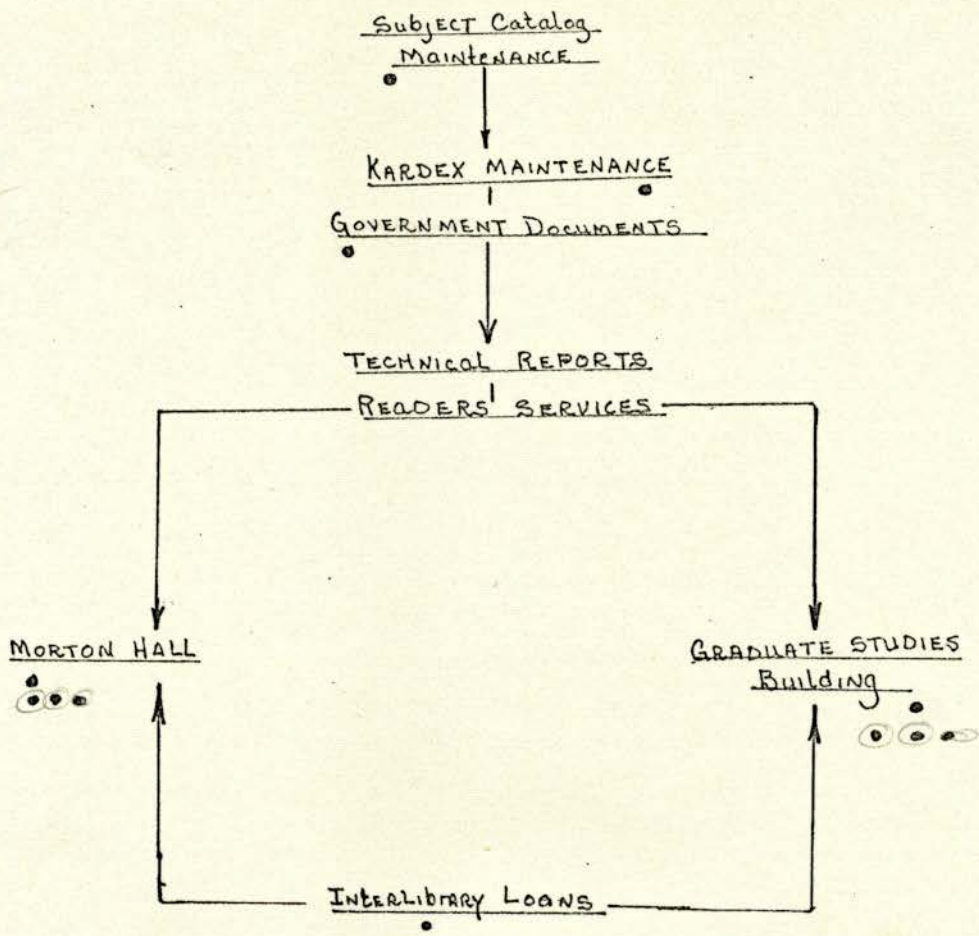 Subject Catalog
Maintenance
Kardex Maintenance
Government Documents
Technical Reports
Readers' Services
Morton Hall
Graduate Studies
Building
InterLibrary Loans